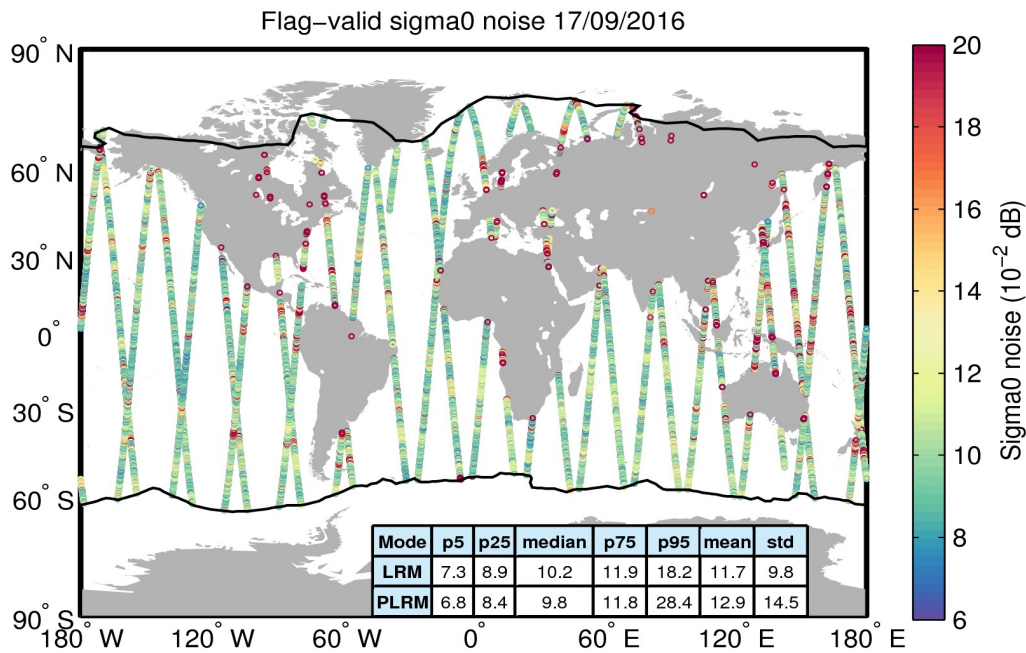 Flag−valid sigma0 noise 17/09/2016
90° N
60° N
30° N
0°
30° S
60° S
90° S
180° W
120° W
60° W
0°
60° E
120° E
180° E
Mode p5 p25 median p75 p95 mean std
LRM 7.3 8.9 10.2 11.9 18.2 11.7 9.8
PLRM 6.8 8.4 9.8 11.8 28.4 12.9 14.5
20
18
16
14
12
10
8
6
Sigma0 noise (10⁻² dB)